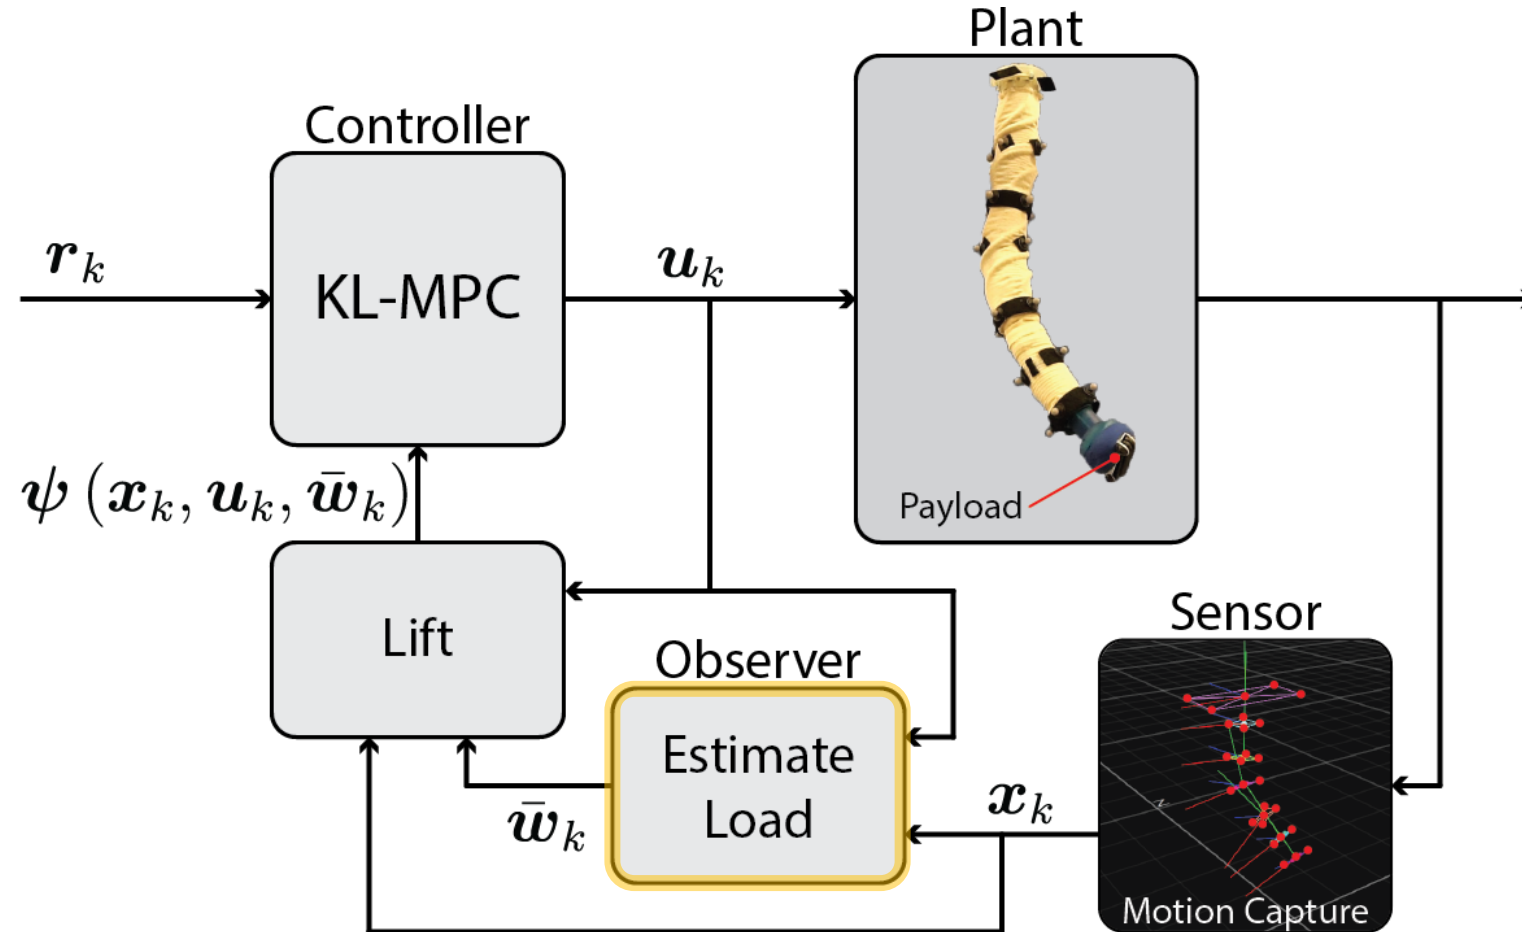 Plant
Controller
r_k
KL-MPC
u_k
Payload
ψ (x_k, u_k, w̄_k)
Lift
Observer
Estimate
Load
w̄_k
x_k
Sensor
Motion Capture